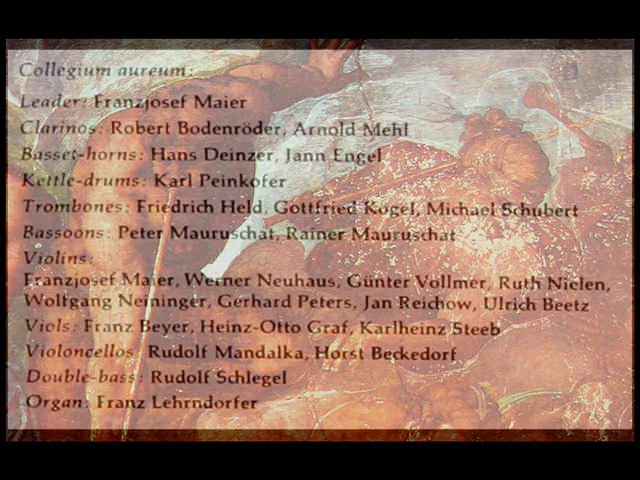 Collegium aureum:
Leader: Franzjosef Maier
Clarinos: Robert Bodenröder, Arnold Mehl
Basset-horns: Hans Deinzer, Jann Engel
Kettle-drums: Karl Peinkofer
Trombones: Friedrich Held, Gottfried Kogel, Michael Schubert
Bassoons: Peter Mauruschat, Rainer Mauruschat
Violins:
Franzjosef Maier, Werner Neuhaus, Günter Vollmer, Ruth Nielen,
Wolfgang Neininger, Gerhard Peters, Jan Reichow, Ulrich Beetz
Viols: Franz Beyer, Heinz-Otto Graf, Karlheinz Steeb
Violoncellos: Rudolf Mandalka, Horst Beckedorf
Double-bass: Rudolf Schlegel
Organ: Franz Lehrndorfer